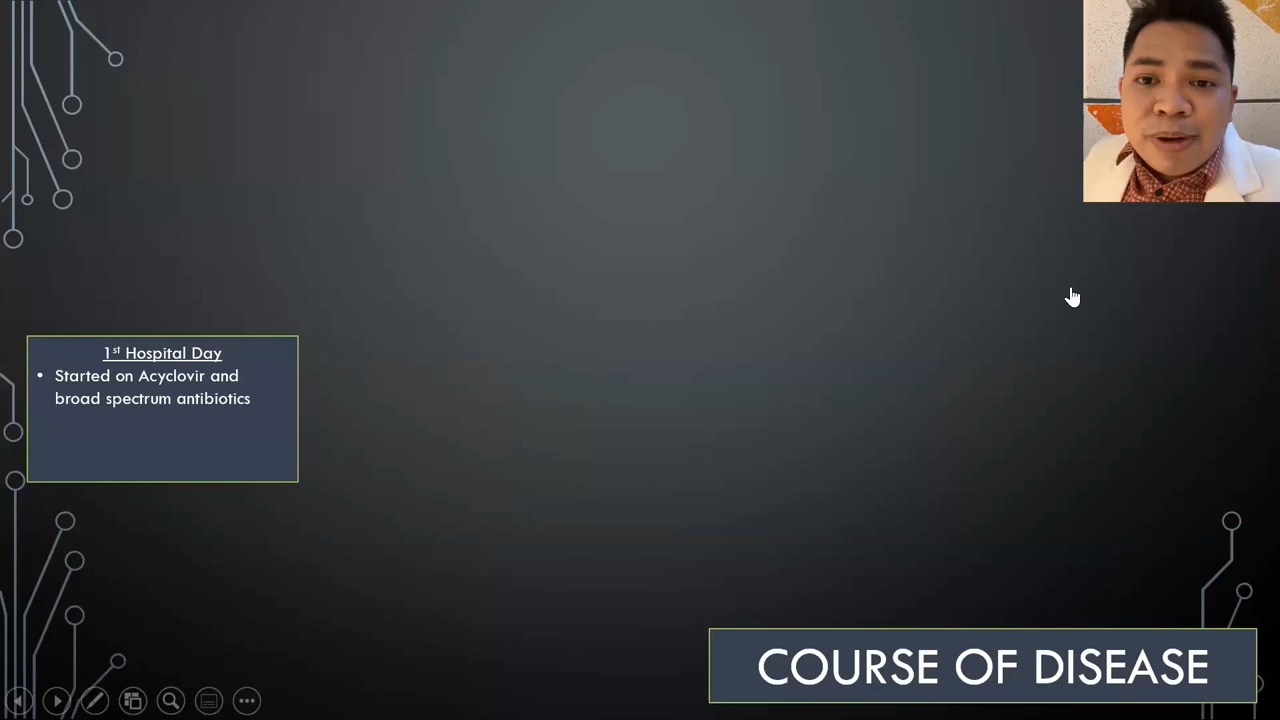 1st Hospital Day
• Started on Acyclovir and
broad spectrum antibiotics
COURSE OF DISEASE